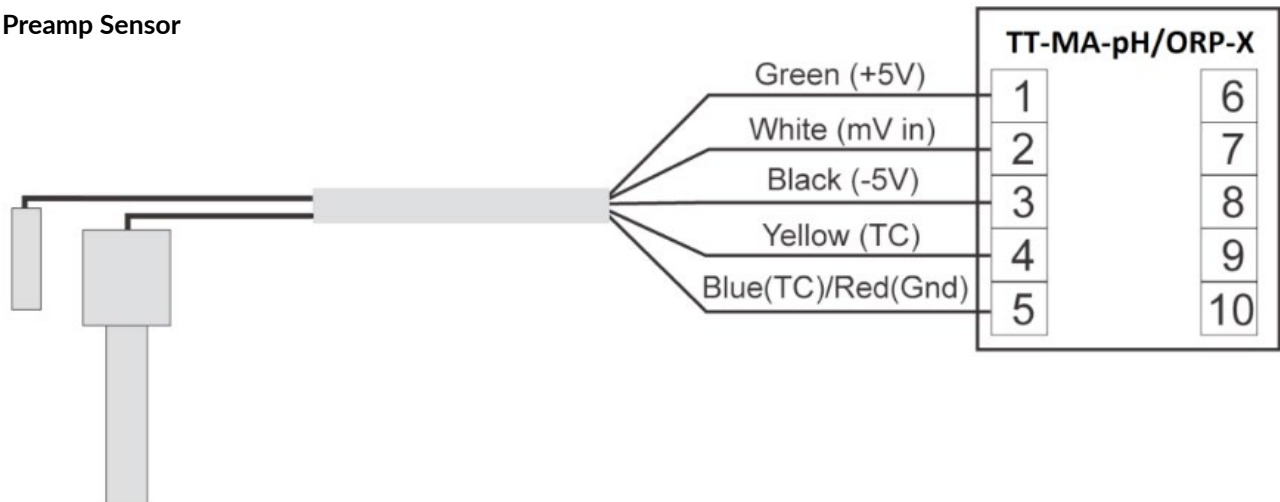 Preamp Sensor
TT-MA-pH/ORP-X
Green (+5V)
1
6
White (mV in)
2
7
Black (-5V)
3
8
Yellow (TC)
4
9
Blue(TC)/Red(Gnd)
5
10